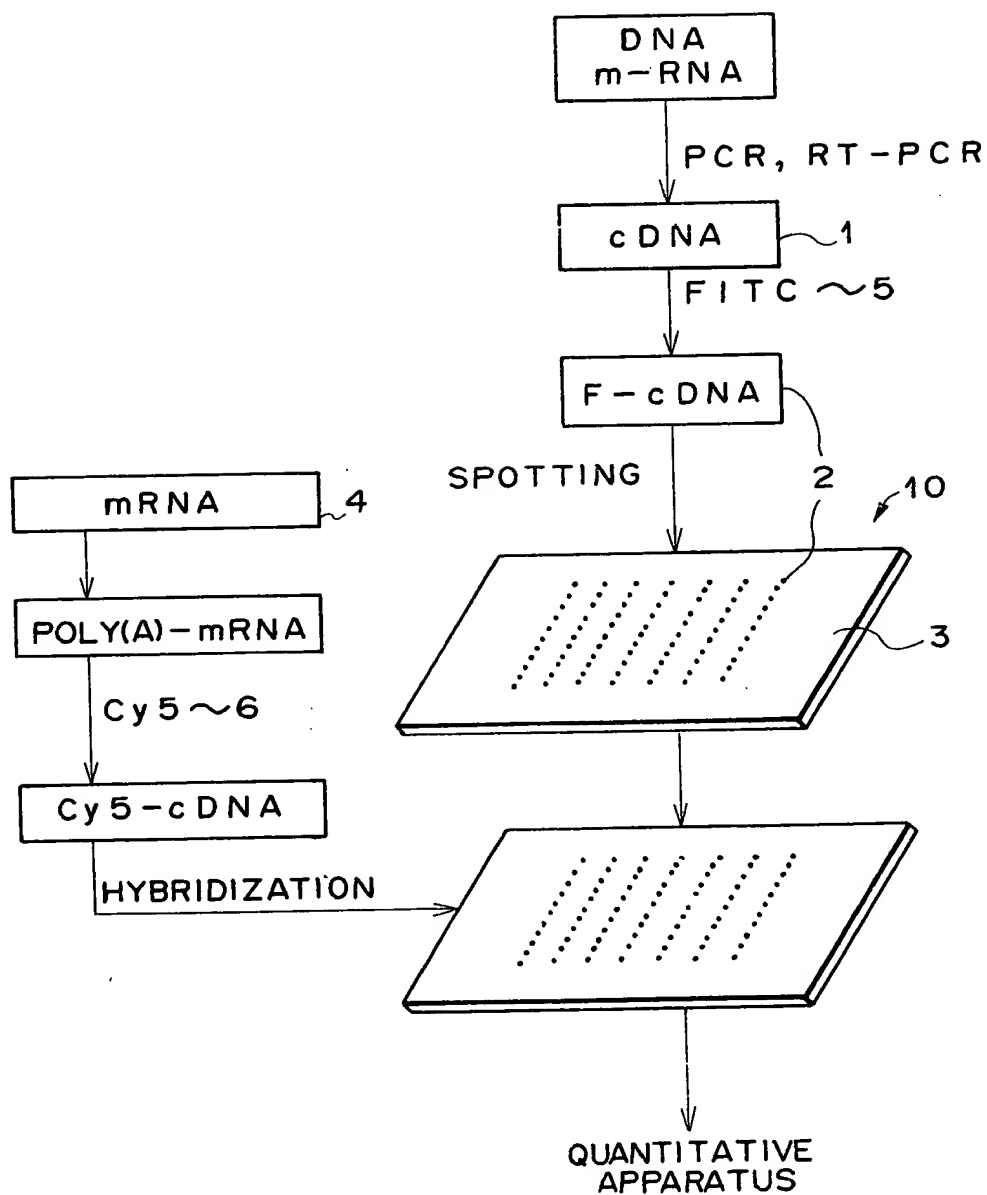 DNA
m-RNA
PCR, RT-PCR
cDNA
1
FITC ~5
F-cDNA
SPOTTING
2
10
mRNA
4
POLY(A)-mRNA
3
Cy5~6
Cy5-cDNA
HYBRIDIZATION
QUANTITATIVE
APPARATUS